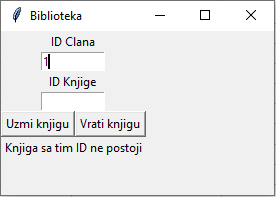 Biblioteka
ID Clana
1
ID Knjige
Uzmi knjigu Vrati knjigu
Knjiga sa tim ID ne postoji